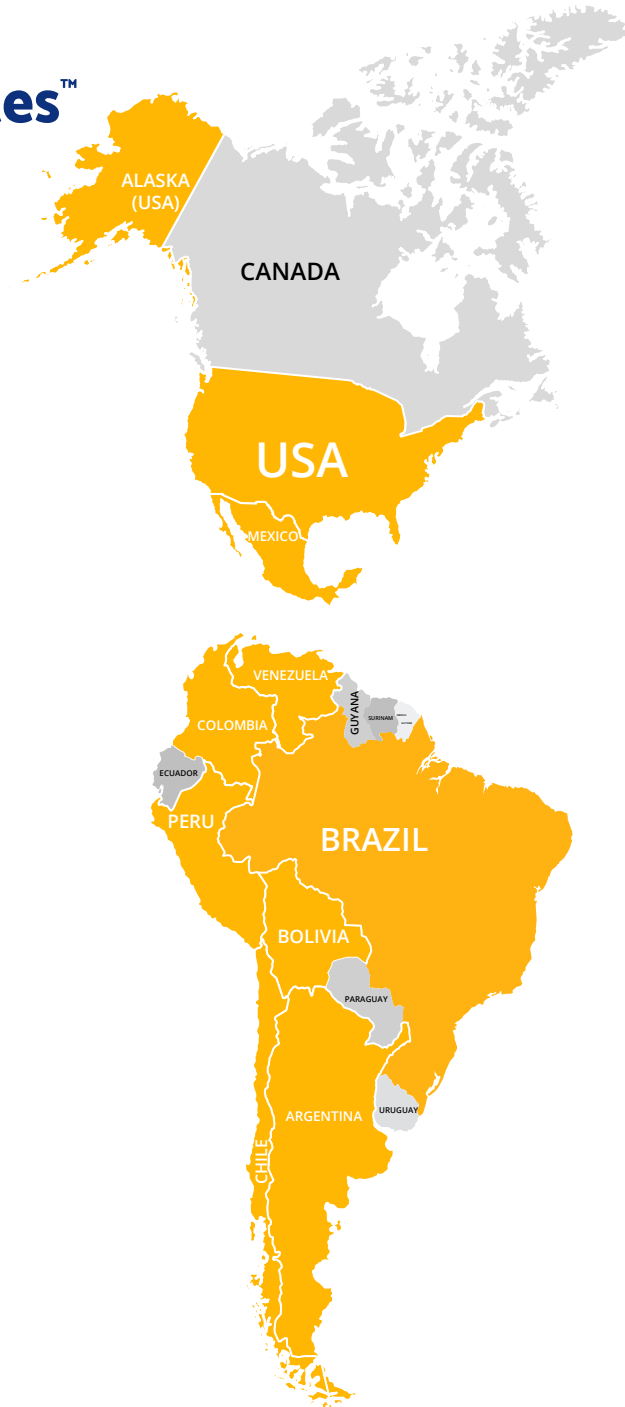 es™
ALASKA
(USA)
CANADA
USA
MEXICO
VENEZUELA
GUYANA
SURINAM
COLOMBIA
ECUADOR
PERU
BRAZIL
BOLIVIA
PARAGUAY
ARGENTINA
URUGUAY
CHILE